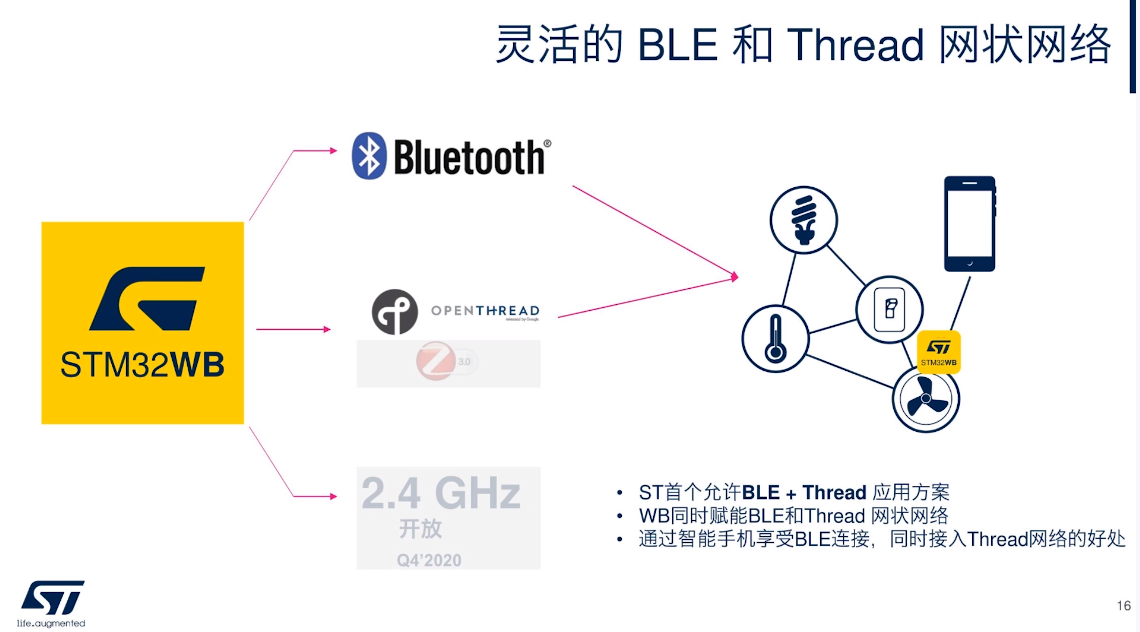 灵活的 BLE 和 Thread 网状网络
Bluetooth®
STM32WB
OPENTHREAD
released by Google
3.0
2.4 GHz
开放
Q4'2020
STM32WB
• ST首个允许BLE + Thread 应用方案
• WB同时赋能BLE和Thread 网状网络
• 通过智能手机享受BLE连接，同时接入Thread网络的好处
ST
life.augmented
16